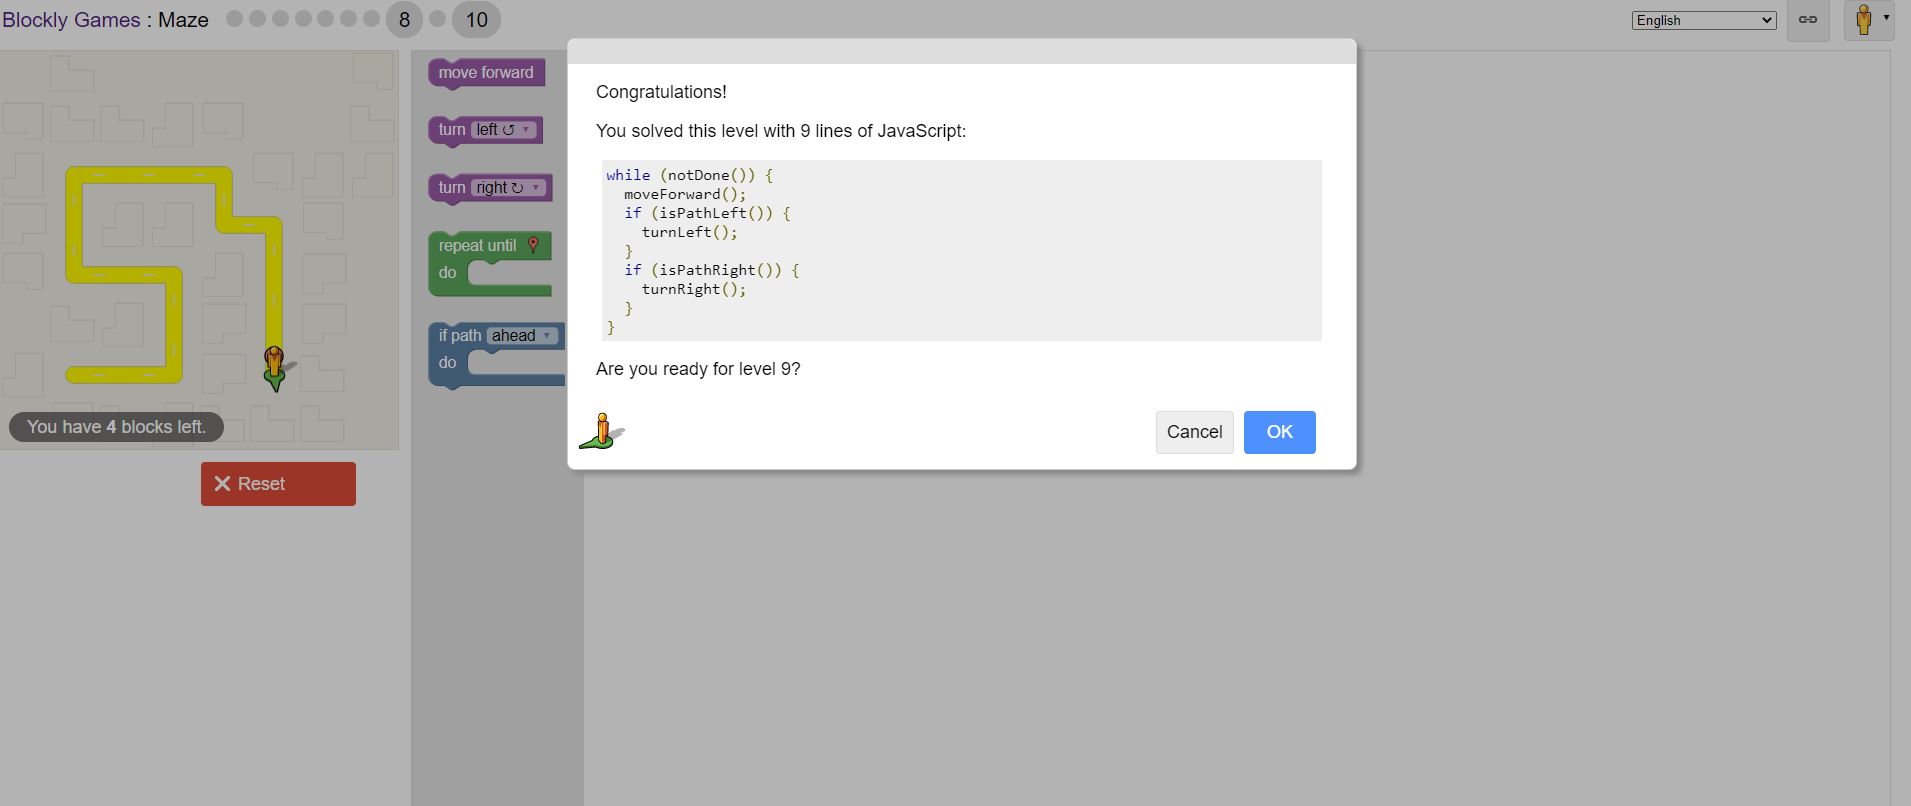 Blockly Games : Maze 8 10
English
move forward
turn left ↺ ▼
turn right ↻ ▼
repeat until
do
if path ahead ▼
do
You have 4 blocks left.
Reset
Congratulations!
You solved this level with 9 lines of JavaScript:
while (notDone()) {
  moveForward();
  if (isPathLeft()) {
    turnLeft();
  }
  if (isPathRight()) {
    turnRight();
  }
}
Are you ready for level 9?
Cancel OK